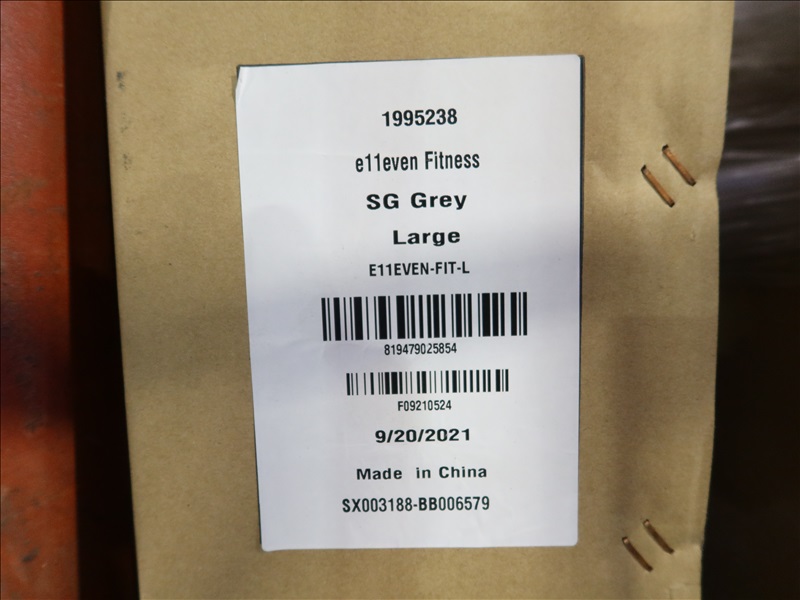 1995238
e11even Fitness
SG Grey
Large
E11EVEN-FIT-L
819479025854
F09210524
9/20/2021
Made in China
SX003188-BB006579